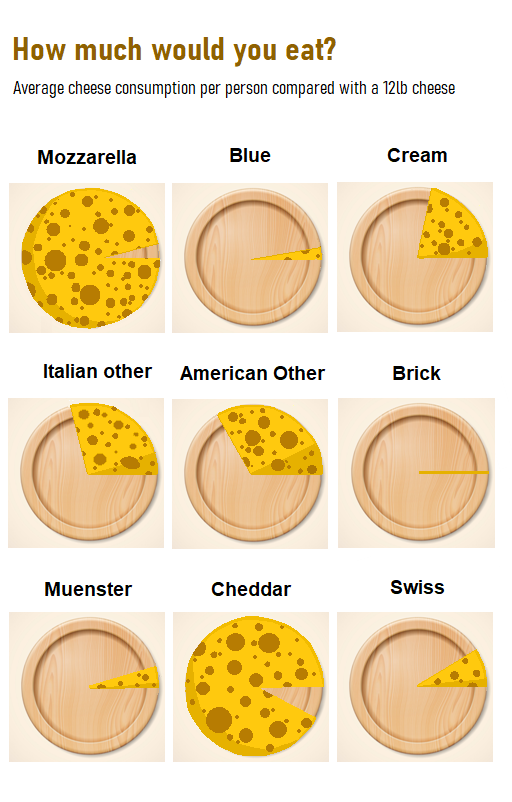 How much would you eat?
Average cheese consumption per person compared with a 12lb cheese
Mozzarella
Blue
Cream
Italian other
American Other
Brick
Muenster
Cheddar
Swiss